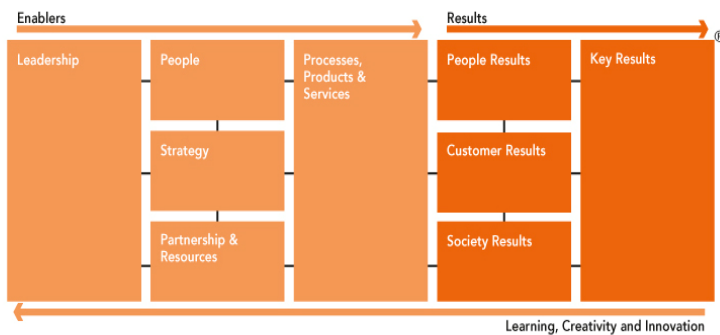 Enablers
Results
®
Leadership
People
Processes,
Products &
Services
People Results
Key Results
Strategy
Customer Results
Partnership &
Resources
Society Results
Learning, Creativity and Innovation